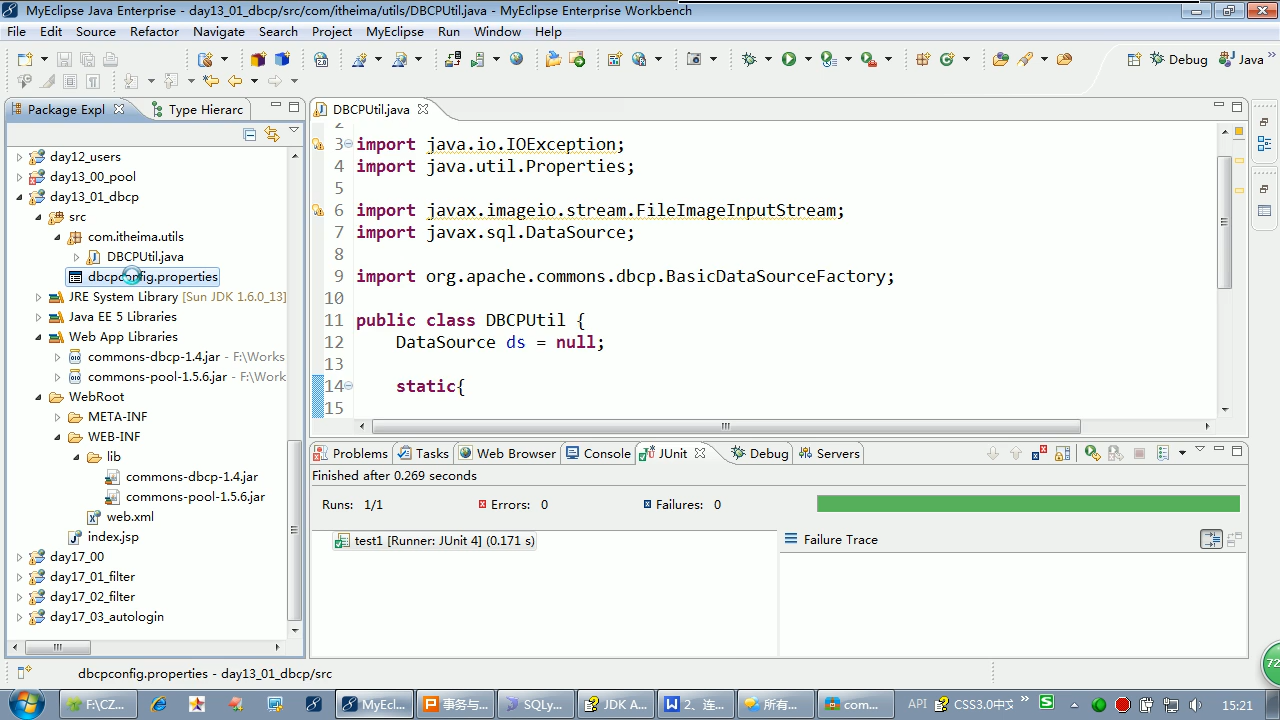 MyEclipse Java Enterprise - day13_01_dbcp/src/com/itheima/utils/DBCPUtil.java - MyEclipse Enterprise Workbench
File Edit Source Refactor Navigate Search Project MyEclipse Run Window Help
Debug Java
Package Expl Type Hierarc
day12_users
day13_00_pool
day13_01_dbcp
src
com.itheima.utils
DBCPUtil.java
dbcpconfig.properties
JRE System Library [Sun JDK 1.6.0_13]
Java EE 5 Libraries
Web App Libraries
commons-dbcp-1.4.jar - F:\Works
commons-pool-1.5.6.jar - F:\Work
WebRoot
META-INF
WEB-INF
lib
commons-dbcp-1.4.jar
commons-pool-1.5.6.jar
web.xml
index.jsp
day17_00
day17_01_filter
day17_02_filter
day17_03_autologin
DBCPUtil.java
2
3 import java.io.IOException;
4 import java.util.Properties;
5
6 import javax.imageio.stream.FileImageInputStream;
7 import javax.sql.DataSource;
8
9 import org.apache.commons.dbcp.BasicDataSourceFactory;
10
11 public class DBCPUtil {
12 DataSource ds = null;
13
14 static{
15
Problems Tasks Web Browser Console JUnit Debug Servers
Finished after 0.269 seconds
Runs: 1/1 Errors: 0 Failures: 0
test1 [Runner: JUnit 4] (0.171 s)
Failure Trace
72
dbcpconfig.properties - day13_01_dbcp/src
F:\CZ... MyEcl... 事务与... SQLy... JDK A... 2、连... 所有... com... API CSS3.0中文 » 15:21